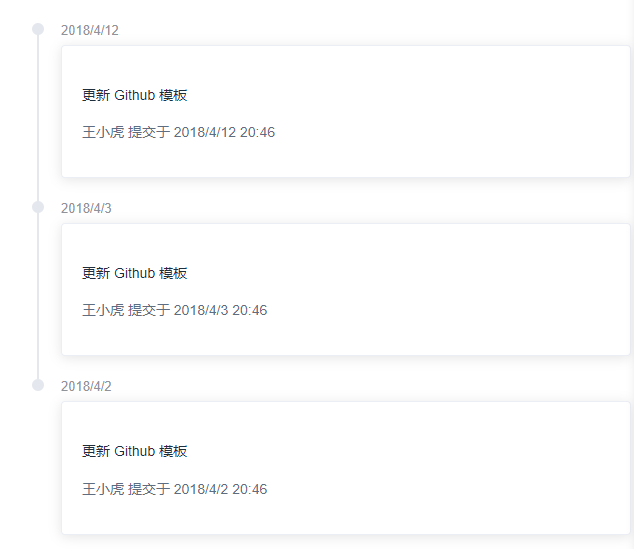 2018/4/12
更新 Github 模板
王小虎 提交于 2018/4/12 20:46
2018/4/3
更新 Github 模板
王小虎 提交于 2018/4/3 20:46
2018/4/2
更新 Github 模板
王小虎 提交于 2018/4/2 20:46